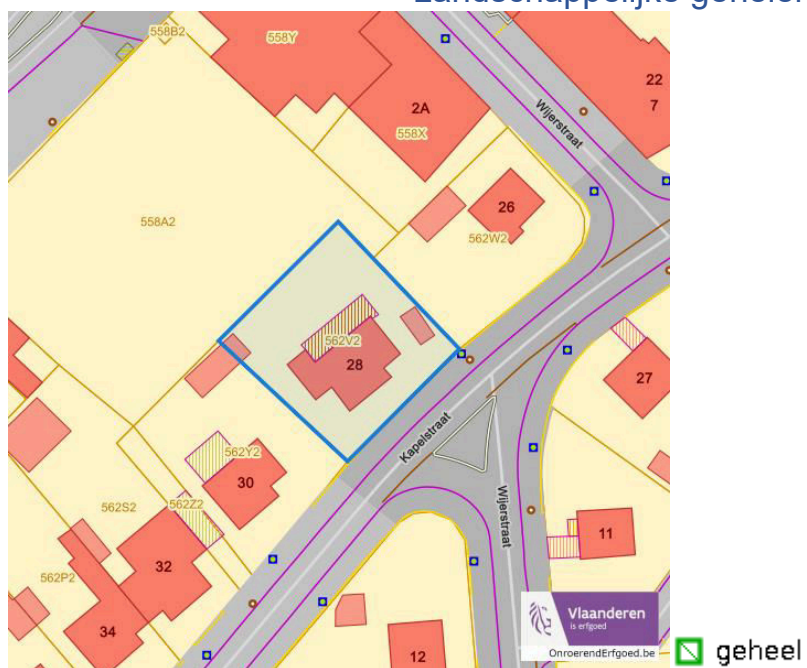 Landschappelijke gehelen
558B2
558Y
22
7
2A
558X
Wijerstraat
26
558A2
562W2
562V2
28
27
Kapelstraat
562Y2
30
Wijerstraat
562S2
562Z2
11
32
562P2
34
12
Vlaanderen
is erfgoed
OnroerendErfgoed.be
geheel